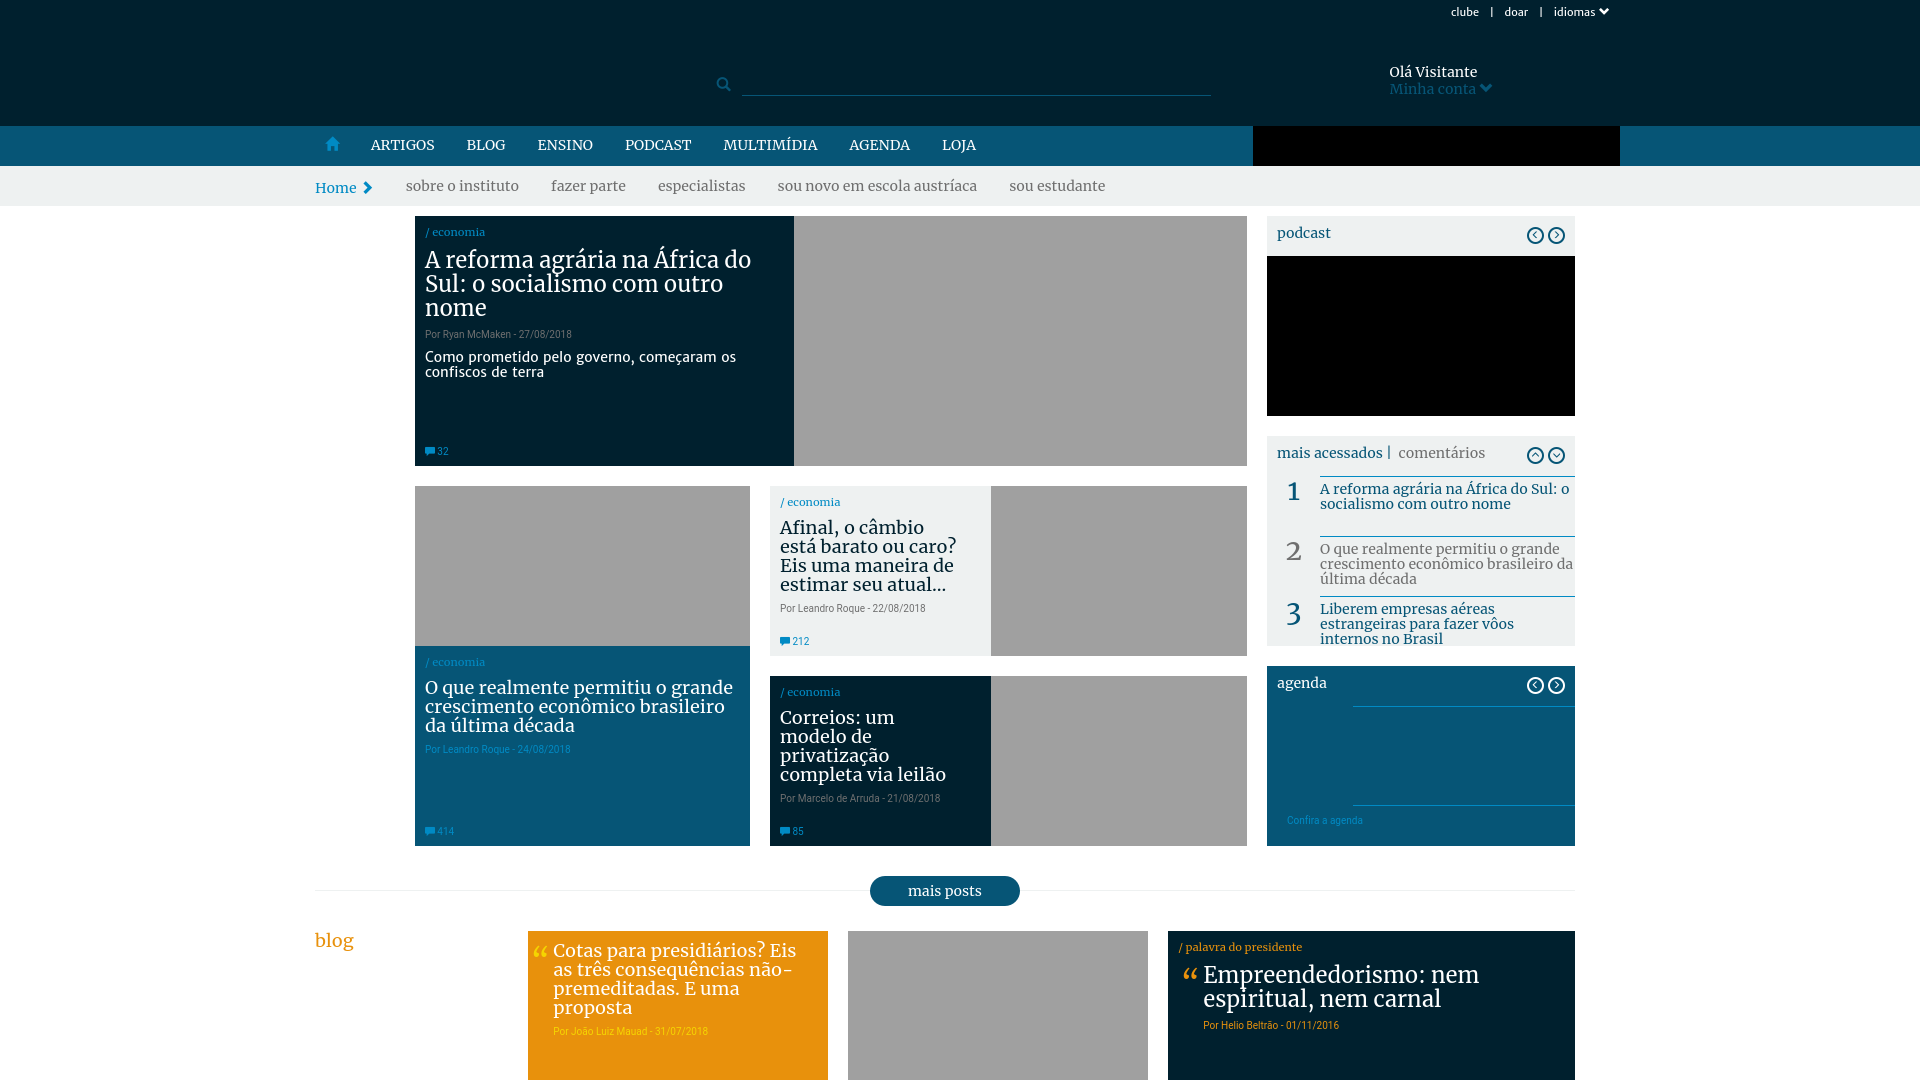 clube | doar | idiomas
Olá Visitante
Minha conta
ARTIGOS BLOG ENSINO PODCAST MULTIMÍDIA AGENDA LOJA
Home sobre o instituto fazer parte especialistas sou novo em escola austríaca sou estudante
/ economia
A reforma agrária na África do
Sul: o socialismo com outro
nome
Por Ryan McMaken - 27/08/2018
Como prometido pelo governo, começaram os
confiscos de terra
32
/ economia
O que realmente permitiu o grande
crescimento econômico brasileiro
da última década
Por Leandro Roque - 24/08/2018
414
/ economia
Afinal, o câmbio
está barato ou caro?
Eis uma maneira de
estimar seu atual...
Por Leandro Roque - 22/08/2018
212
/ economia
Correios: um
modelo de
privatização
completa via leilão
Por Marcelo de Arruda - 21/08/2018
85
podcast
mais acessados | comentários
1 A reforma agrária na África do Sul: o
socialismo com outro nome
2 O que realmente permitiu o grande
crescimento econômico brasileiro da
última década
3 Liberem empresas aéreas
estrangeiras para fazer vôos
internos no Brasil
agenda
Confira a agenda
mais posts
blog
“ Cotas para presidiários? Eis
as três consequências não-
premeditadas. E uma
proposta
Por João Luiz Mauad - 31/07/2018
/ palavra do presidente
“ Empreendedorismo: nem
espiritual, nem carnal
Por Helio Beltrão - 01/11/2016